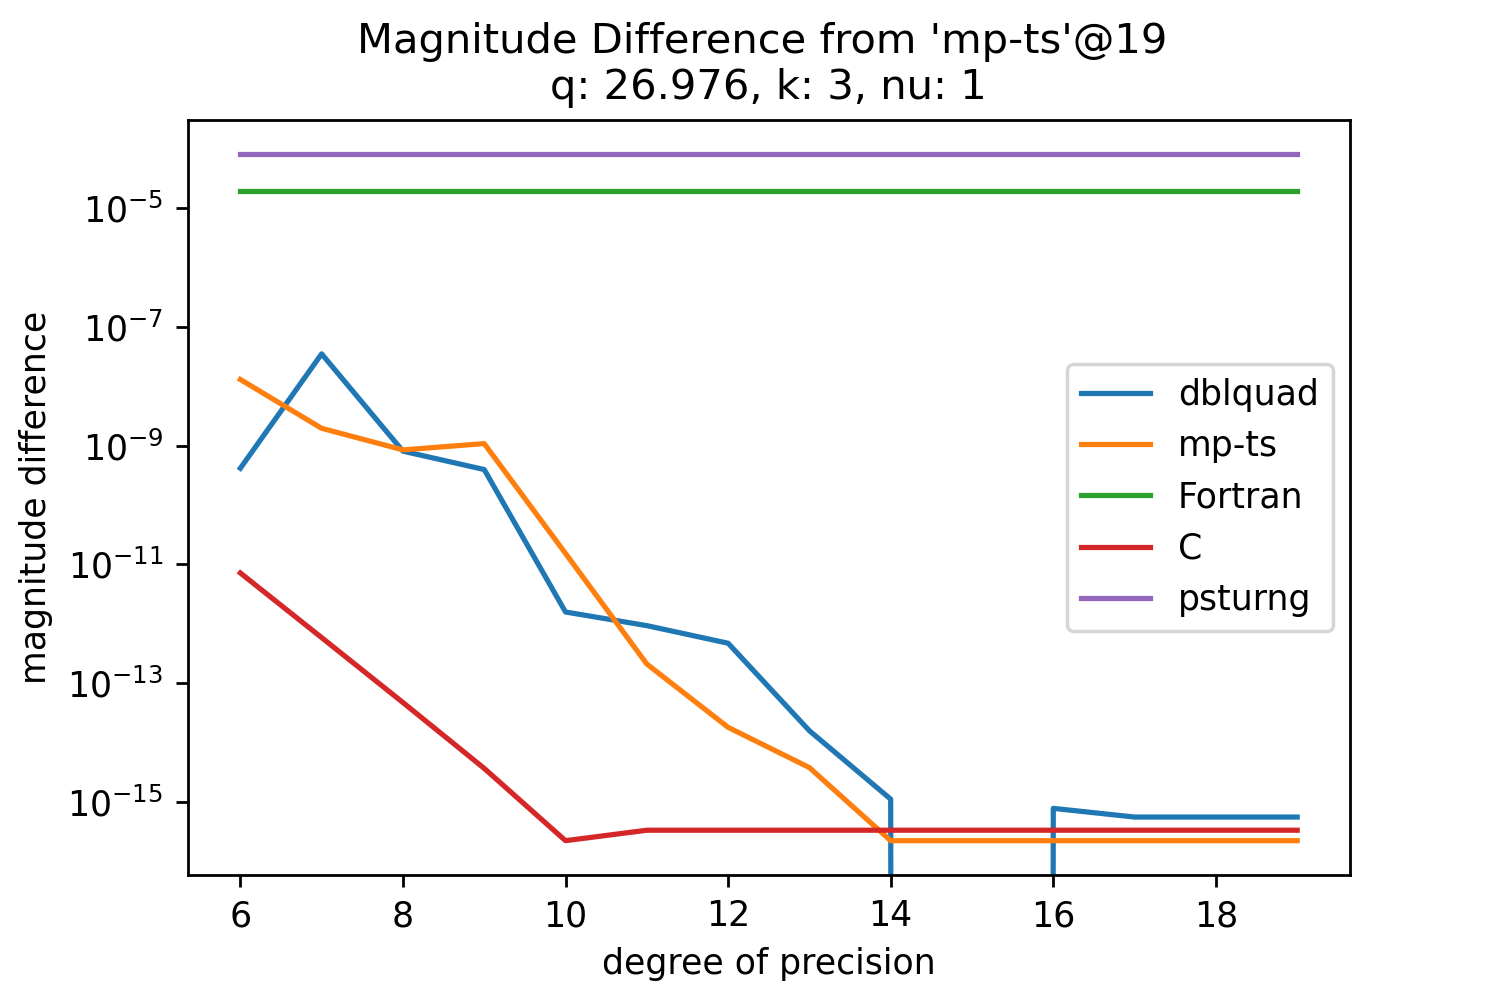 Magnitude Difference from 'mp-ts'@19
q: 26.976, k: 3, nu: 1
magnitude difference
10⁻⁵
10⁻⁷
10⁻⁹
10⁻¹¹
10⁻¹³
10⁻¹⁵
dblquad
mp-ts
Fortran
C
psturng
6 8 10 12 14 16 18
degree of precision